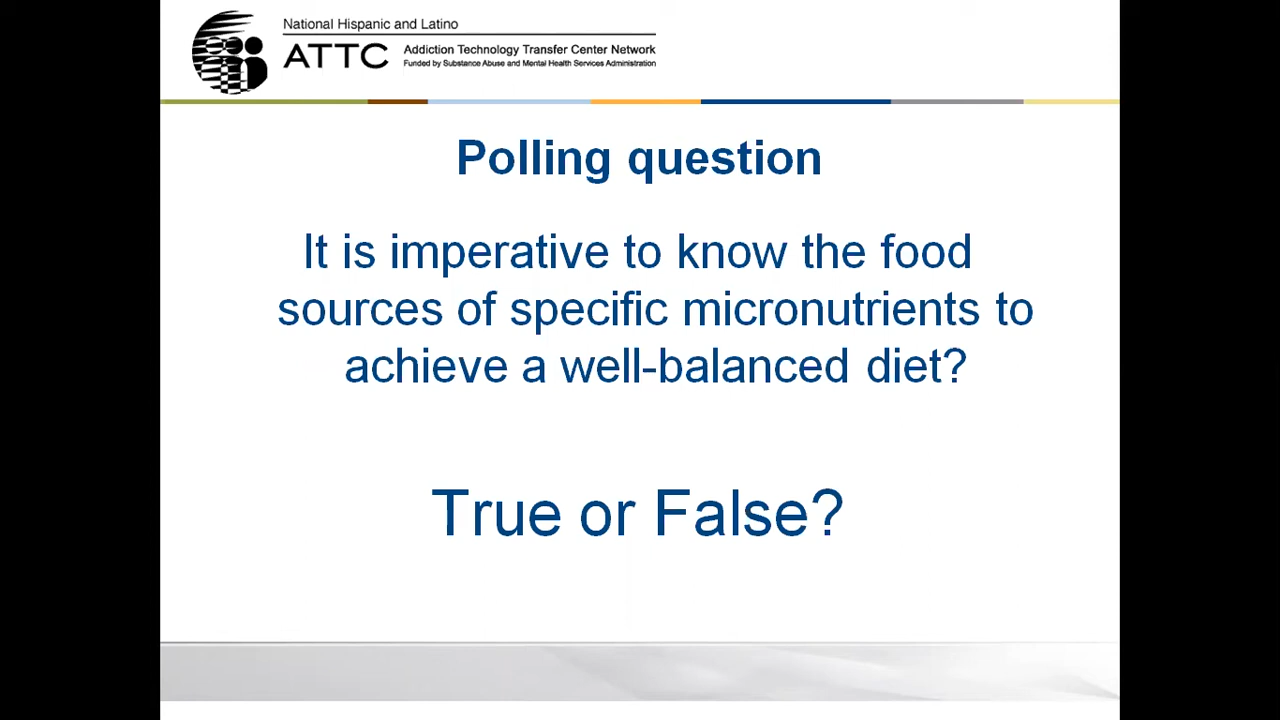 National Hispanic and Latino
ATTC
Addiction Technology Transfer Center Network
Funded by Substance Abuse and Mental Health Services Administration
Polling question
It is imperative to know the food
sources of specific micronutrients to
achieve a well-balanced diet?
True or False?